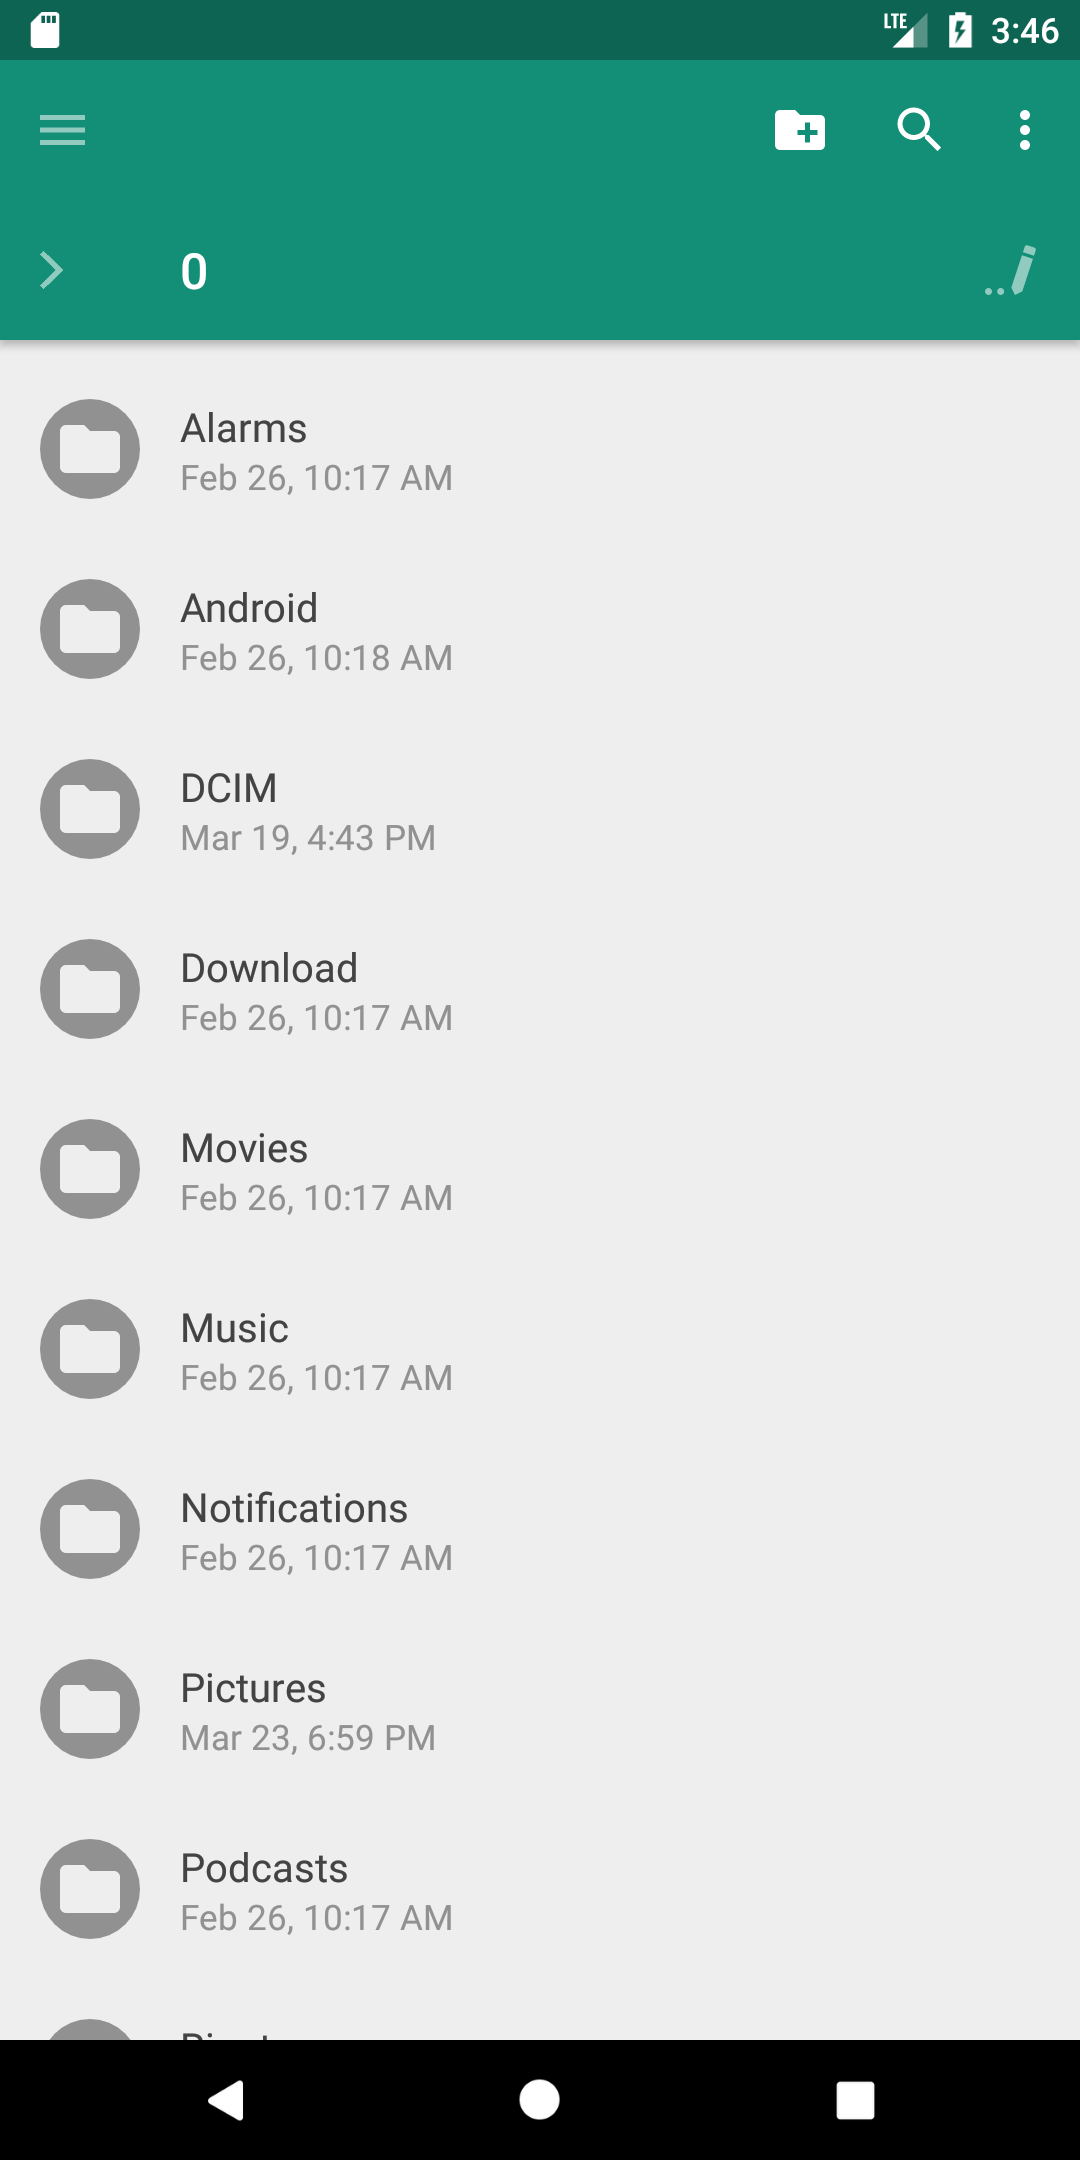 LTE 3:46
0
Alarms
Feb 26, 10:17 AM
Android
Feb 26, 10:18 AM
DCIM
Mar 19, 4:43 PM
Download
Feb 26, 10:17 AM
Movies
Feb 26, 10:17 AM
Music
Feb 26, 10:17 AM
Notifications
Feb 26, 10:17 AM
Pictures
Mar 23, 6:59 PM
Podcasts
Feb 26, 10:17 AM